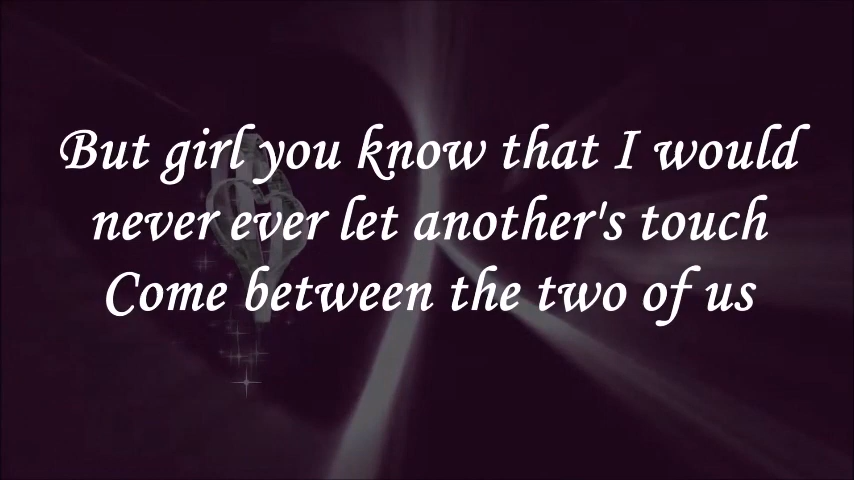 But girl you know that I would
never ever let another's touch
Come between the two of us